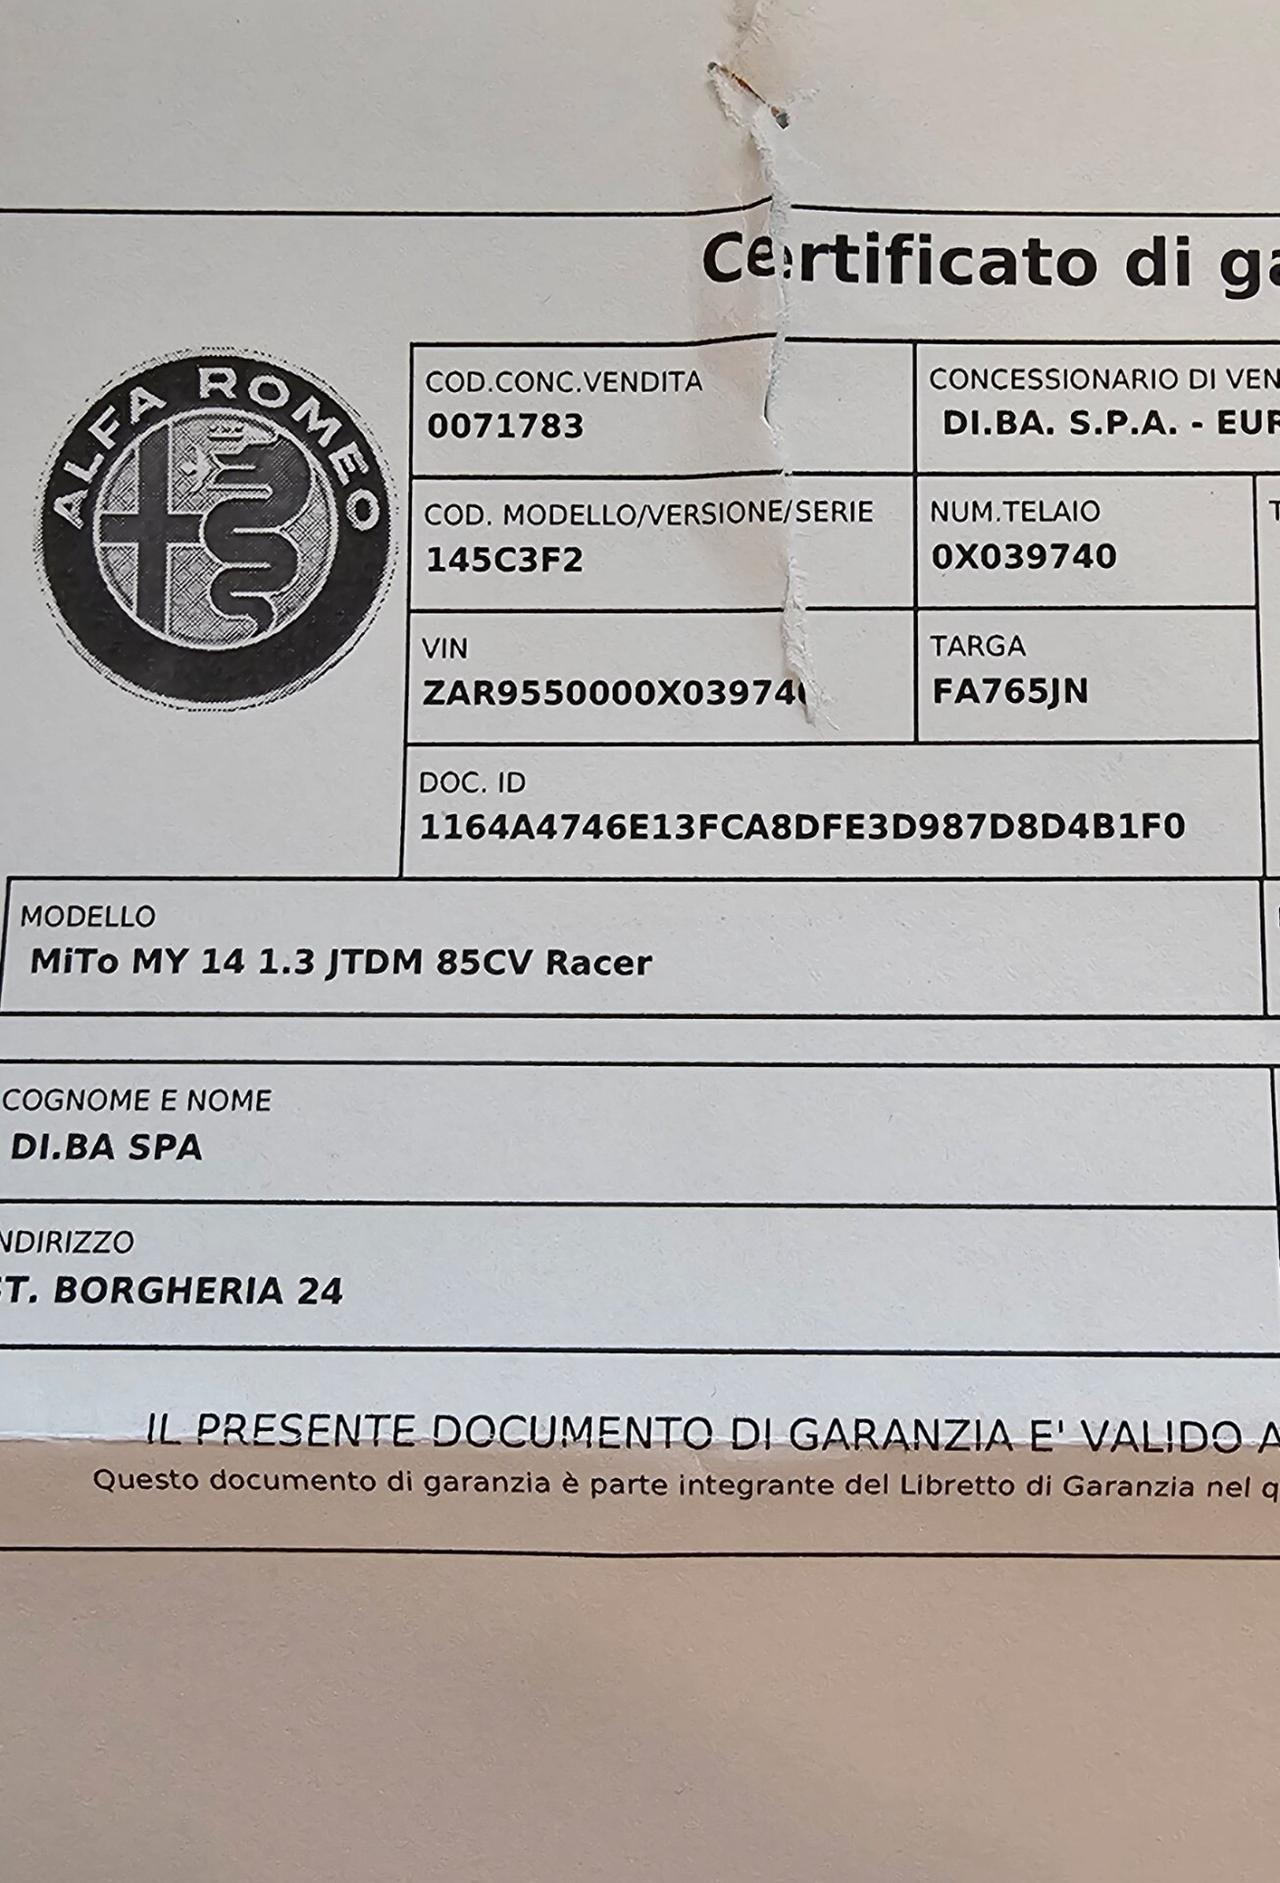 Certificato di ga
ALFA ROMEO
COD.CONC.VENDITA
0071783
CONCESSIONARIO DI VEN
DI.BA. S.P.A. - EUR
COD. MODELLO/VERSIONE/SERIE
145C3F2
NUM.TELAIO
0X039740
VIN
ZAR9550000X03974
TARGA
FA765JN
DOC. ID
1164A4746E13FCA8DFE3D987D8D4B1F0
MODELLO
MiTo MY 14 1.3 JTDM 85CV Racer
COGNOME E NOME
DI.BA SPA
NDIRIZZO
ST. BORGHERIA 24
IL PRESENTE DOCUMENTO DI GARANZIA E' VALIDO A
Questo documento di garanzia è parte integrante del Libretto di Garanzia nel q